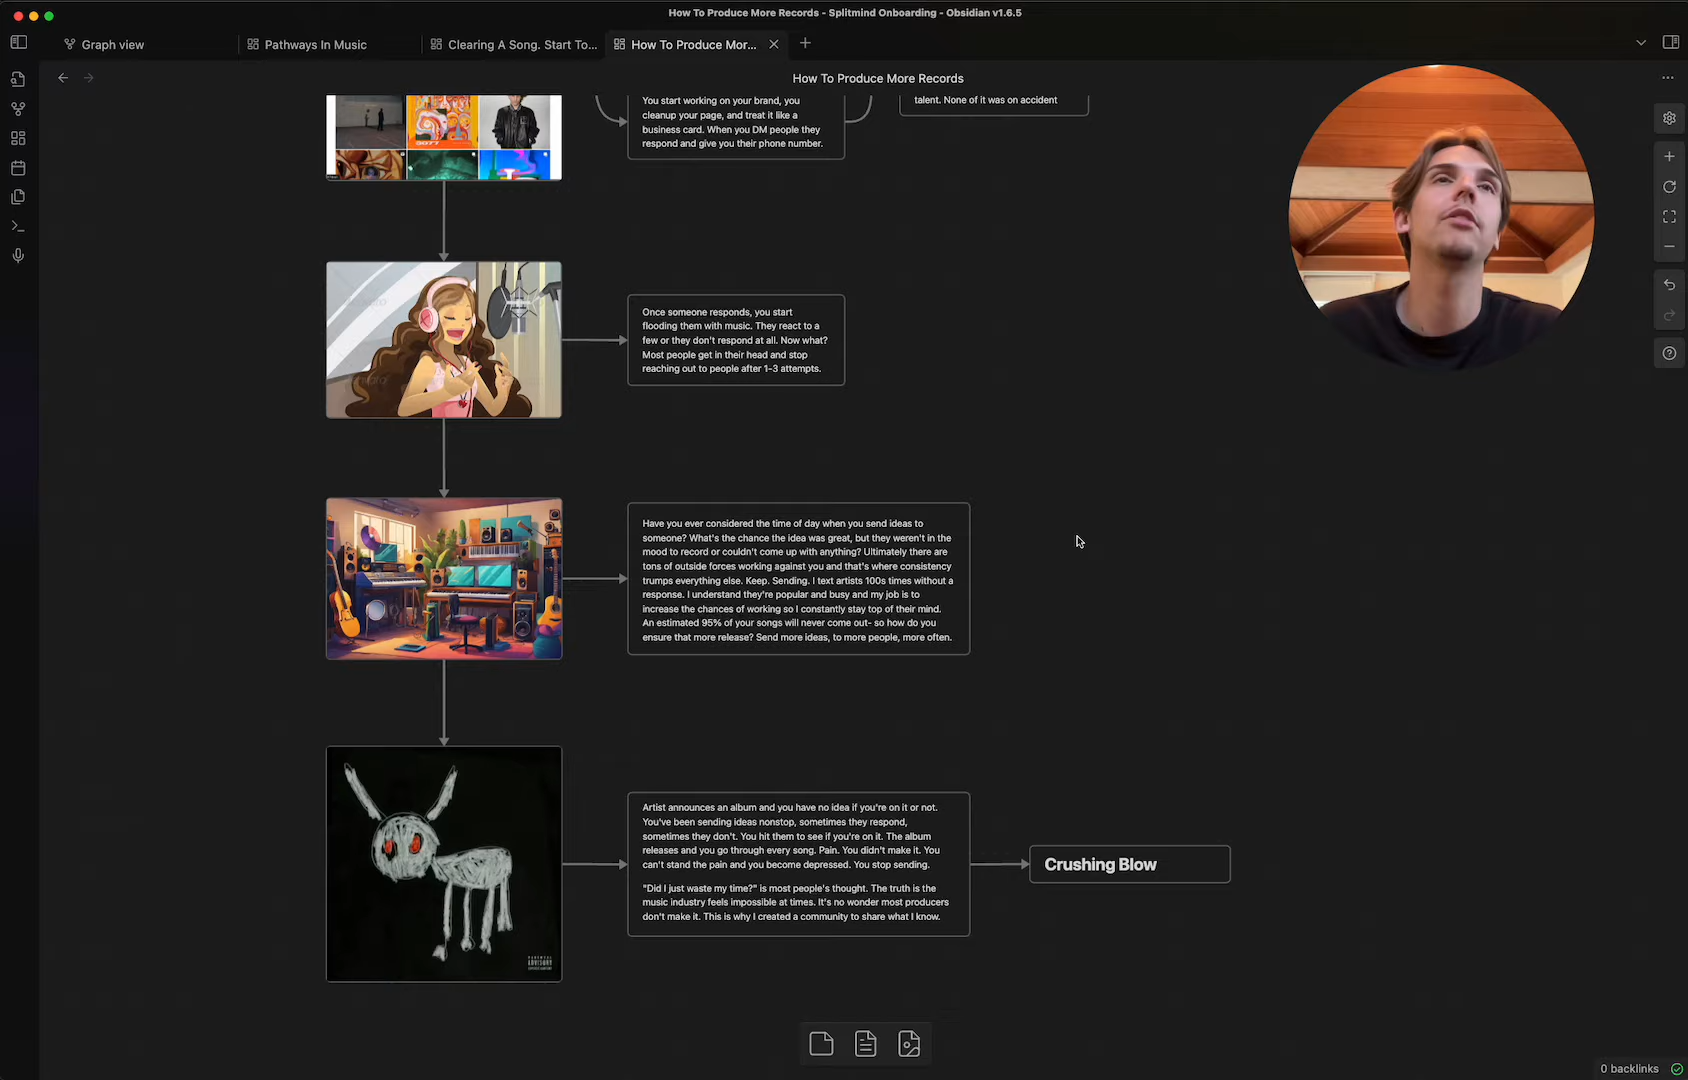 How To Produce More Records - Splitmind Onboarding - Obsidian v1.6.5
Graph view
Pathways In Music
Clearing A Song. Start To...
How To Produce Mor...
How To Produce More Records
You start working on your brand, you
cleanup your page, and treat it like a
business card. When you DM people they
respond and give you their phone number.
talent. None of it was on accident
Once someone responds, you start
flooding them with music. They react to a
few or they don't respond at all. Now what?
Most people get in their head and stop
reaching out to people after 1-3 attempts.
Have you ever considered the time of day when you send ideas to
someone? What's the chance the idea was great, but they weren't in the
mood to record or couldn't come up with anything? Ultimately there are
tons of outside forces working against you and that's where consistency
trumps everything else. Keep. Sending. I text artists 100s times without a
response. I understand they're popular and busy and my job is to
increase the chances of working so I constantly stay top of their mind.
An estimated 95% of your songs will never come out- so how do you
ensure that more release? Send more ideas, to more people, more often.
Artist announces an album and you have no idea if you're on it or not.
You've been sending ideas nonstop, sometimes they respond,
sometimes they don't. You hit them to see if you're on it. The album
releases and you go through every song. Pain. You didn't make it. You
can't stand the pain and you become depressed. You stop sending.
"Did I just waste my time?" is most people's thought. The truth is the
music industry feels impossible at times. It's no wonder most producers
don't make it. This is why I created a community to share what I know.
Crushing Blow
ADVISORY
0 backlinks